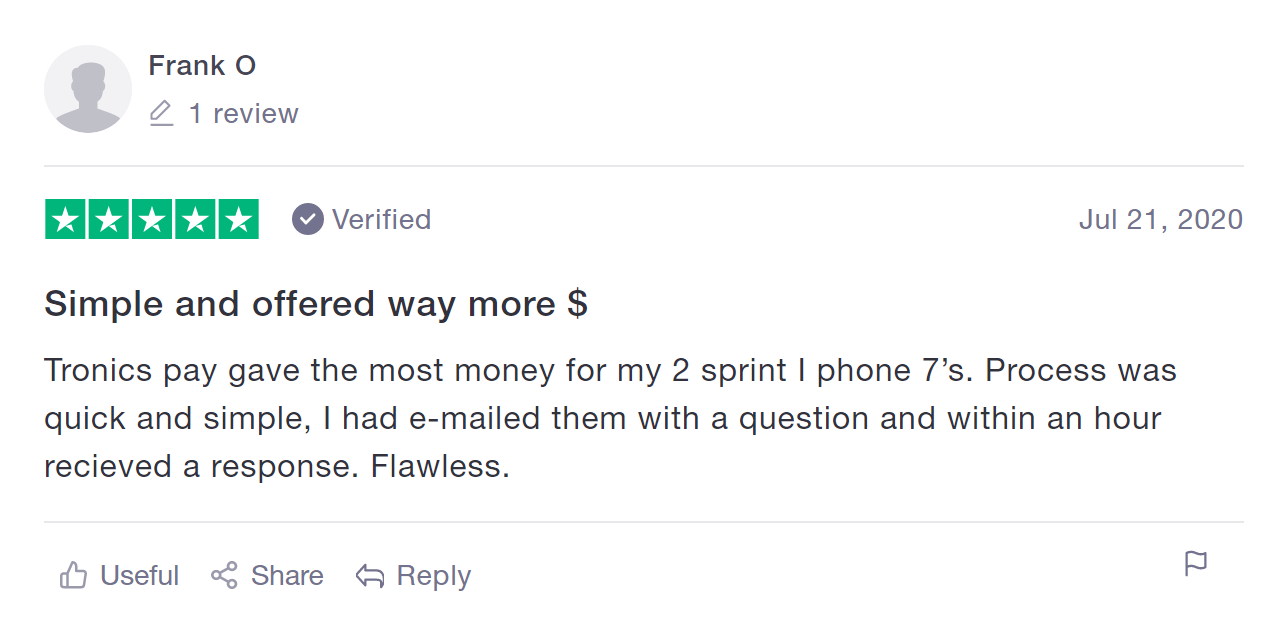 Frank O
1 review
Verified
Jul 21, 2020
Simple and offered way more $
Tronics pay gave the most money for my 2 sprint I phone 7’s. Process was
quick and simple, I had e-mailed them with a question and within an hour
recieved a response. Flawless.
Useful
Share
Reply